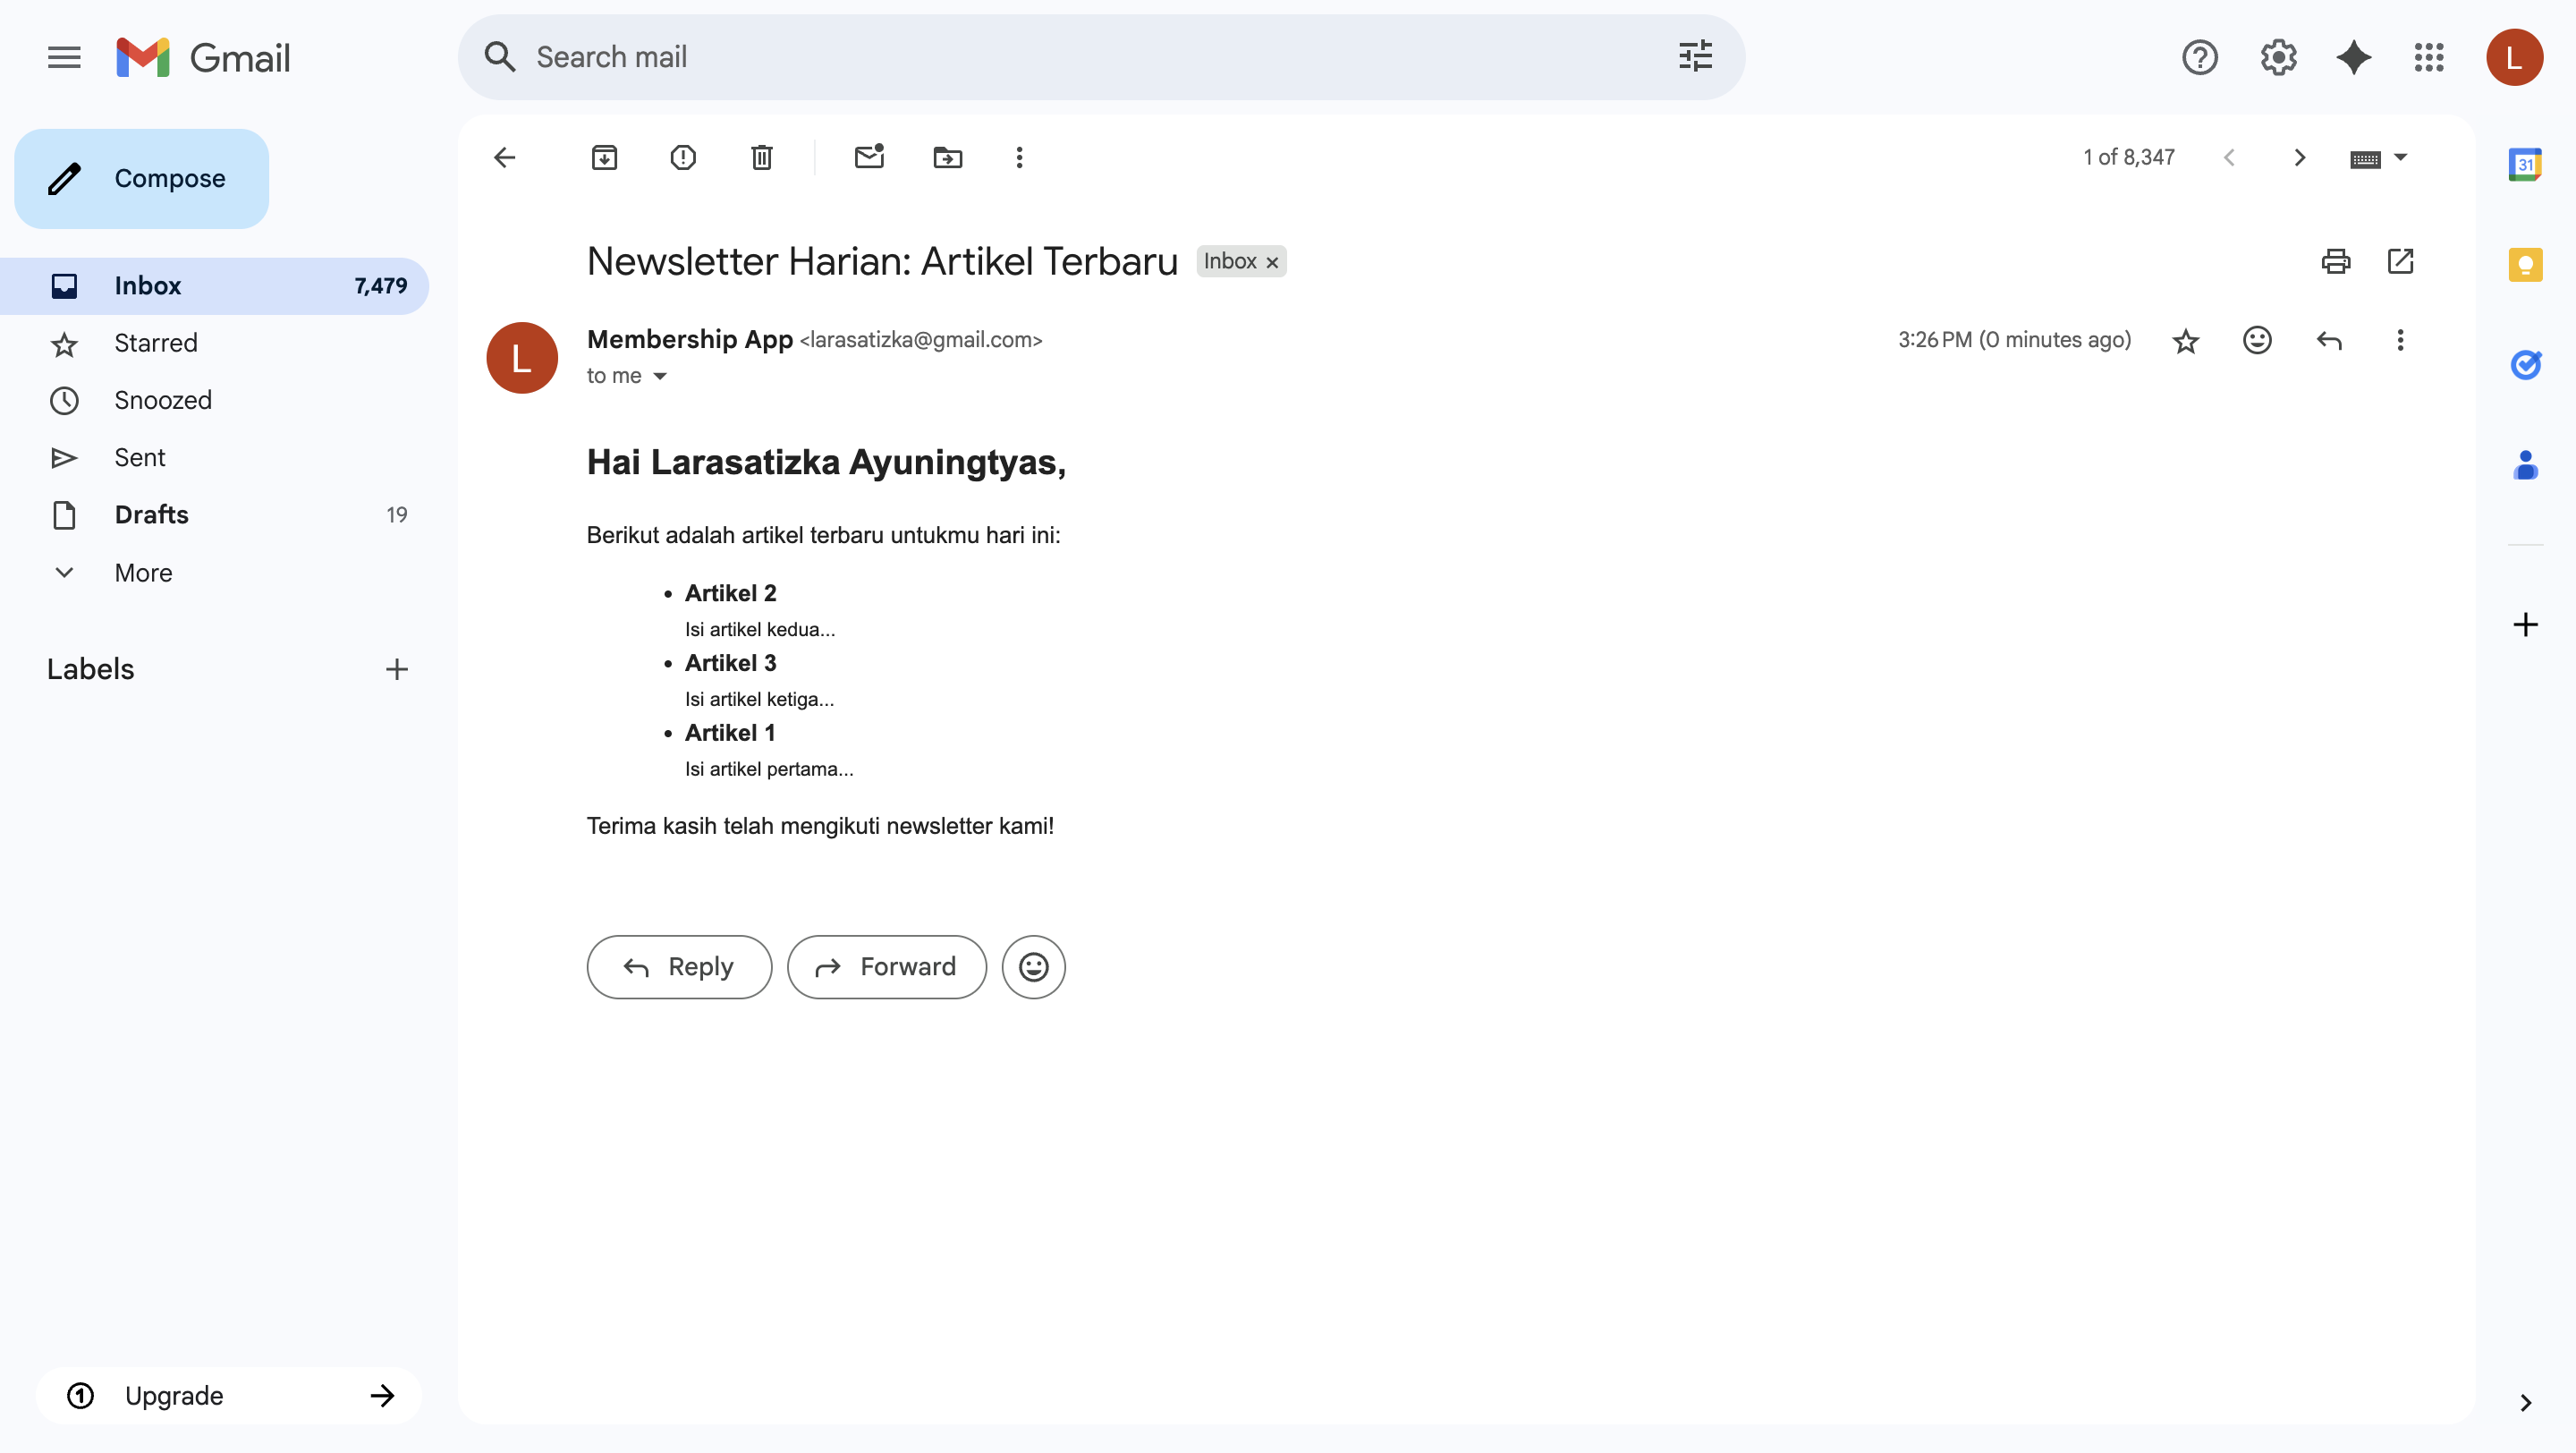 Gmail
Search mail
L
Compose
1 of 8,347
31
Inbox 7,479
Starred
Snoozed
Sent
Drafts 19
More
Labels
Newsletter Harian: Artikel Terbaru Inbox ×
L
Membership App <larasatizka@gmail.com> 3:26 PM (0 minutes ago)
to me
Hai Larasatizka Ayuningtyas,
Berikut adalah artikel terbaru untukmu hari ini:
• Artikel 2
Isi artikel kedua...
• Artikel 3
Isi artikel ketiga...
• Artikel 1
Isi artikel pertama...
Terima kasih telah mengikuti newsletter kami!
Reply
Forward
1 Upgrade